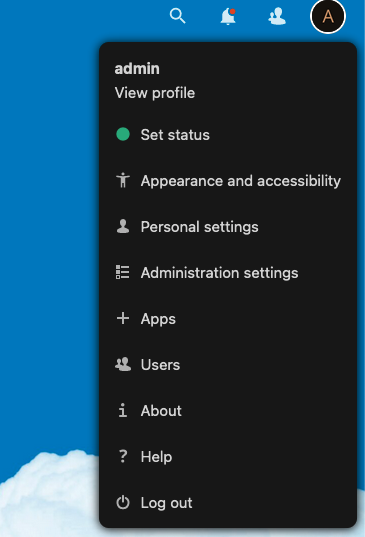 A
admin
View profile
Set status
Appearance and accessibility
Personal settings
Administration settings
Apps
Users
About
Help
Log out